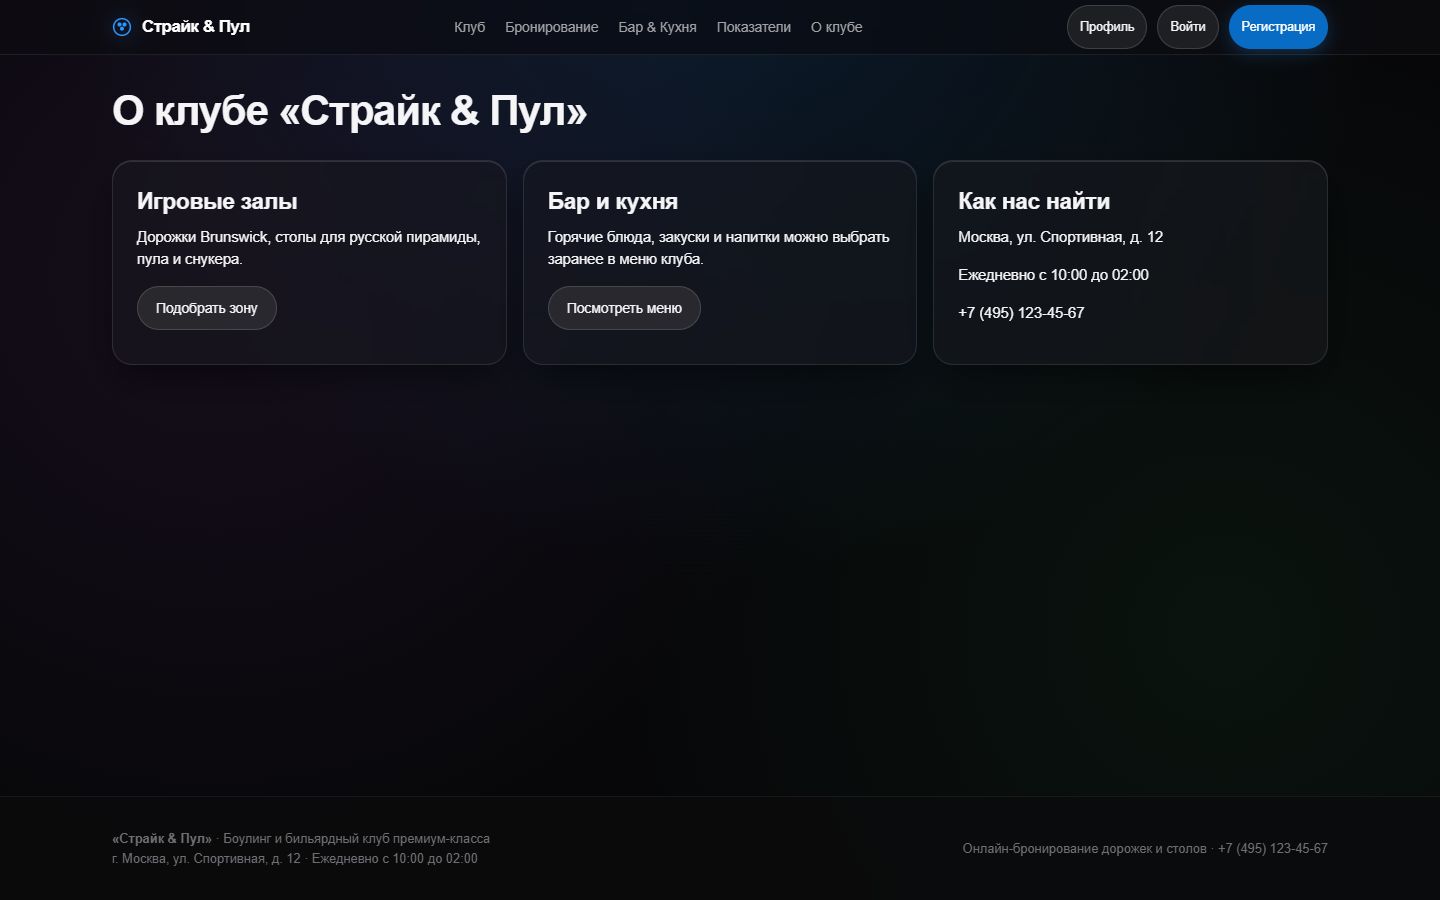 Страйк & Пул
Клуб Бронирование Бар & Кухня Показатели О клубе
Профиль Войти Регистрация
О клубе «Страйк & Пул»
Игровые залы
Дорожки Brunswick, столы для русской пирамиды,
пула и снукера.
Подобрать зону
Бар и кухня
Горячие блюда, закуски и напитки можно выбрать
заранее в меню клуба.
Посмотреть меню
Как нас найти
Москва, ул. Спортивная, д. 12
Ежедневно с 10:00 до 02:00
+7 (495) 123-45-67
«Страйк & Пул» · Боулинг и бильярдный клуб премиум-класса
г. Москва, ул. Спортивная, д. 12 · Ежедневно с 10:00 до 02:00
Онлайн-бронирование дорожек и столов · +7 (495) 123-45-67